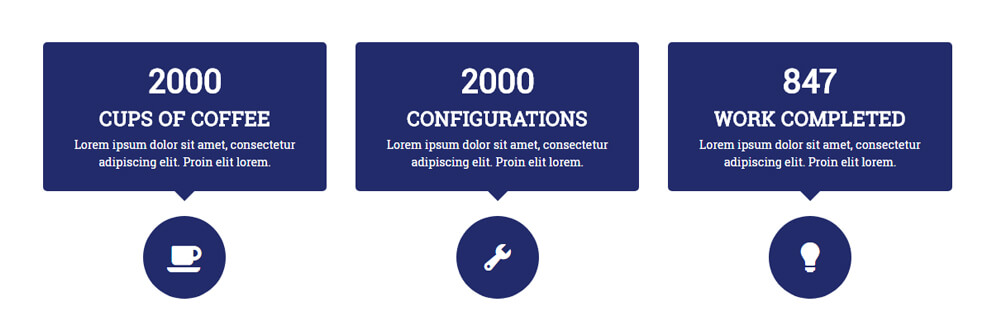 2000
CUPS OF COFFEE
Lorem ipsum dolor sit amet, consectetur
adipiscing elit. Proin elit lorem.
2000
CONFIGURATIONS
Lorem ipsum dolor sit amet, consectetur
adipiscing elit. Proin elit lorem.
847
WORK COMPLETED
Lorem ipsum dolor sit amet, consectetur
adipiscing elit. Proin elit lorem.